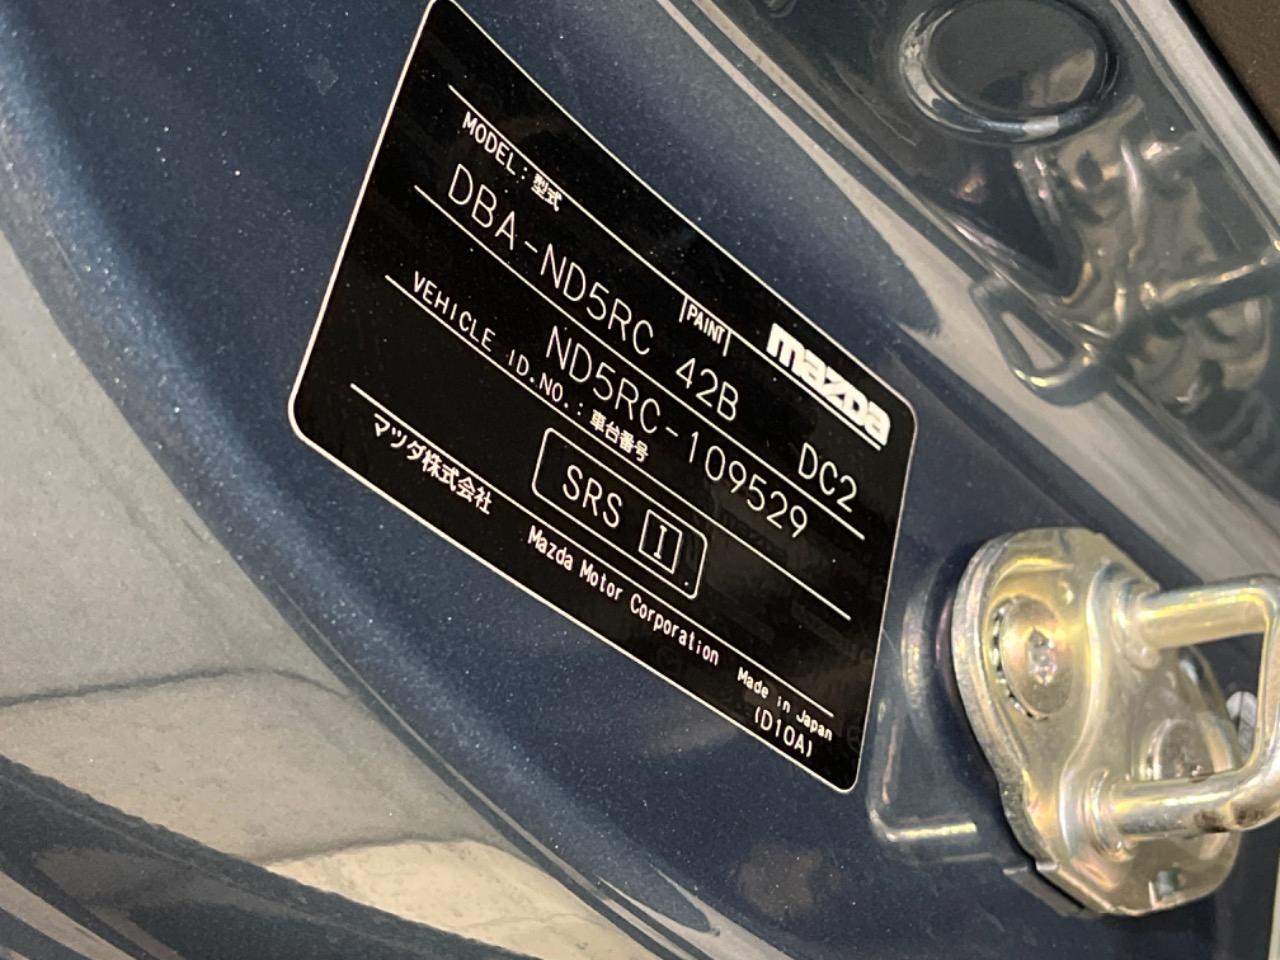 mazda
MODEL: 型式
PAINT
DBA-ND5RC 42B DC2
ND5RC-109529
VEHICLE ID.NO.: 車台番号
SRS I
マツダ株式会社 Mazda Motor Corporation Made in Japan
(D10A)